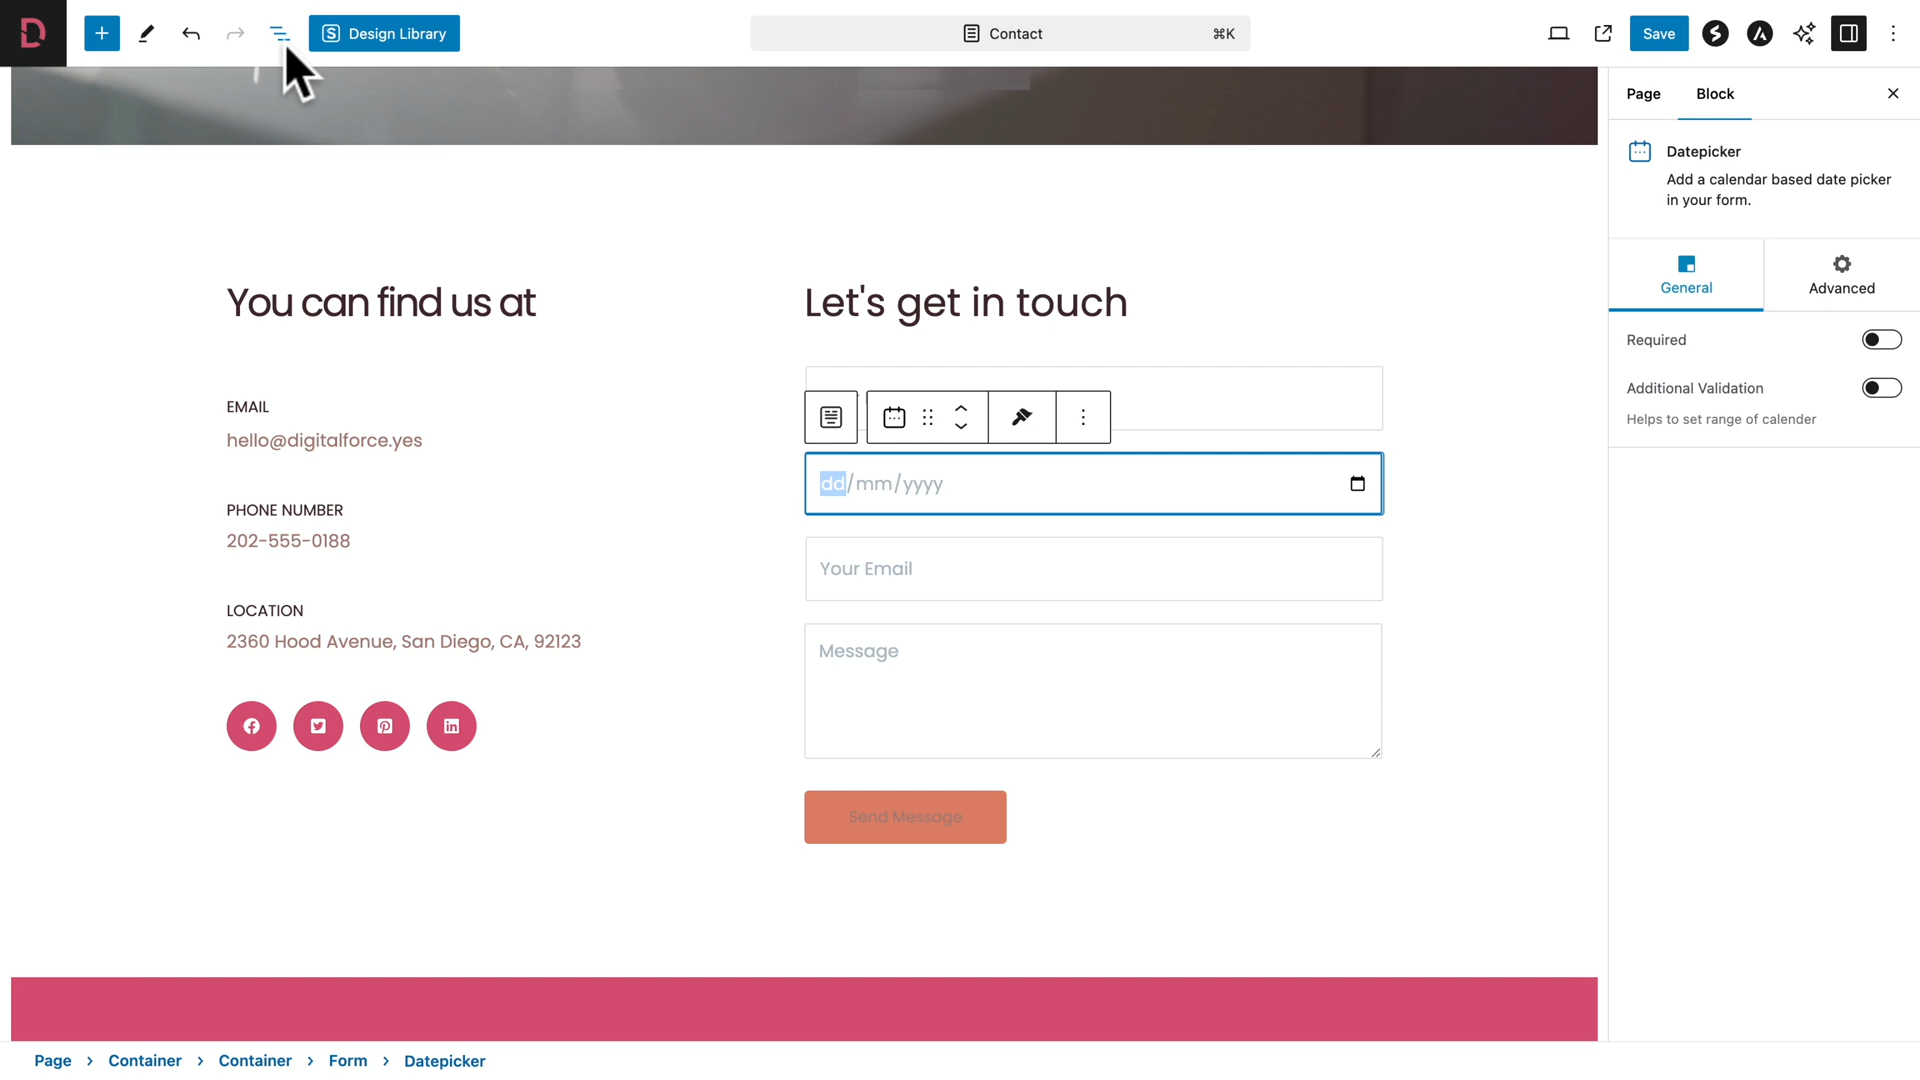 Design Library
Contact
⌘K
Save
Page
Block
Datepicker
Add a calendar based date picker
in your form.
General
Advanced
Required
Additional Validation
Helps to set range of calender
You can find us at
EMAIL
hello@digitalforce.yes
PHONE NUMBER
202-555-0188
LOCATION
2360 Hood Avenue, San Diego, CA, 92123
Let's get in touch
dd/mm/yyyy
Your Email
Message
Send Message
Page > Container > Container > Form > Datepicker